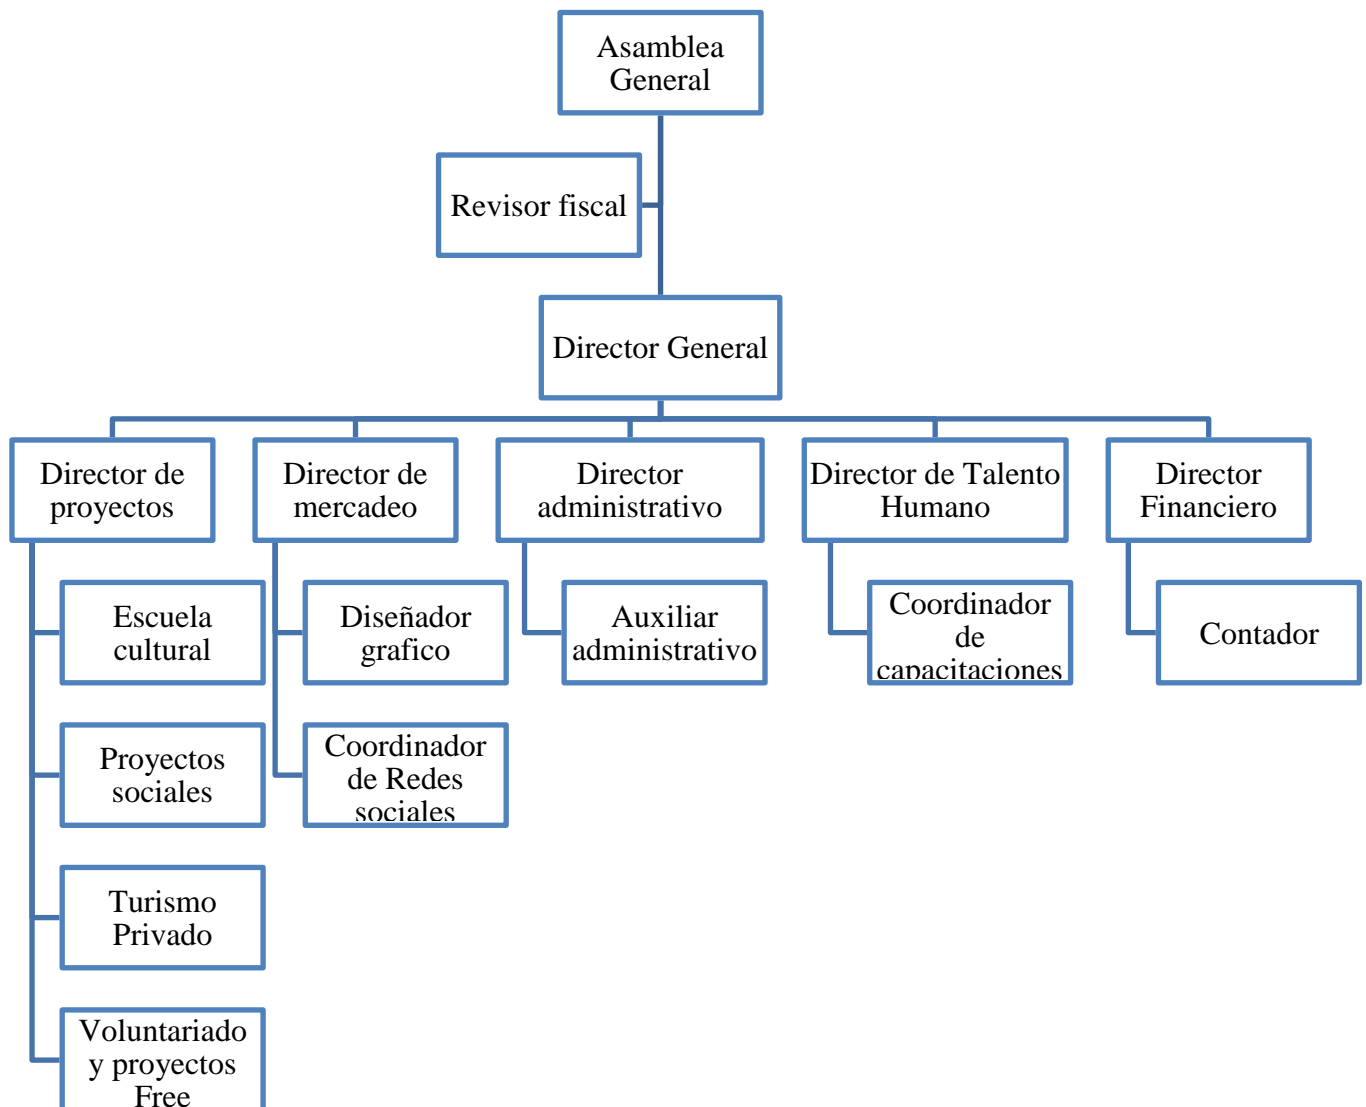 Asamblea
General
Revisor fiscal
Director General
Director de
proyectos
Director de
mercadeo
Director
administrativo
Director de Talento
Humano
Director
Financiero
Escuela
cultural
Diseñador
grafico
Auxiliar
administrativo
Coordinador
de
capacitaciones
Contador
Proyectos
sociales
Coordinador
de Redes
sociales
Turismo
Privado
Voluntariado
y proyectos
Free